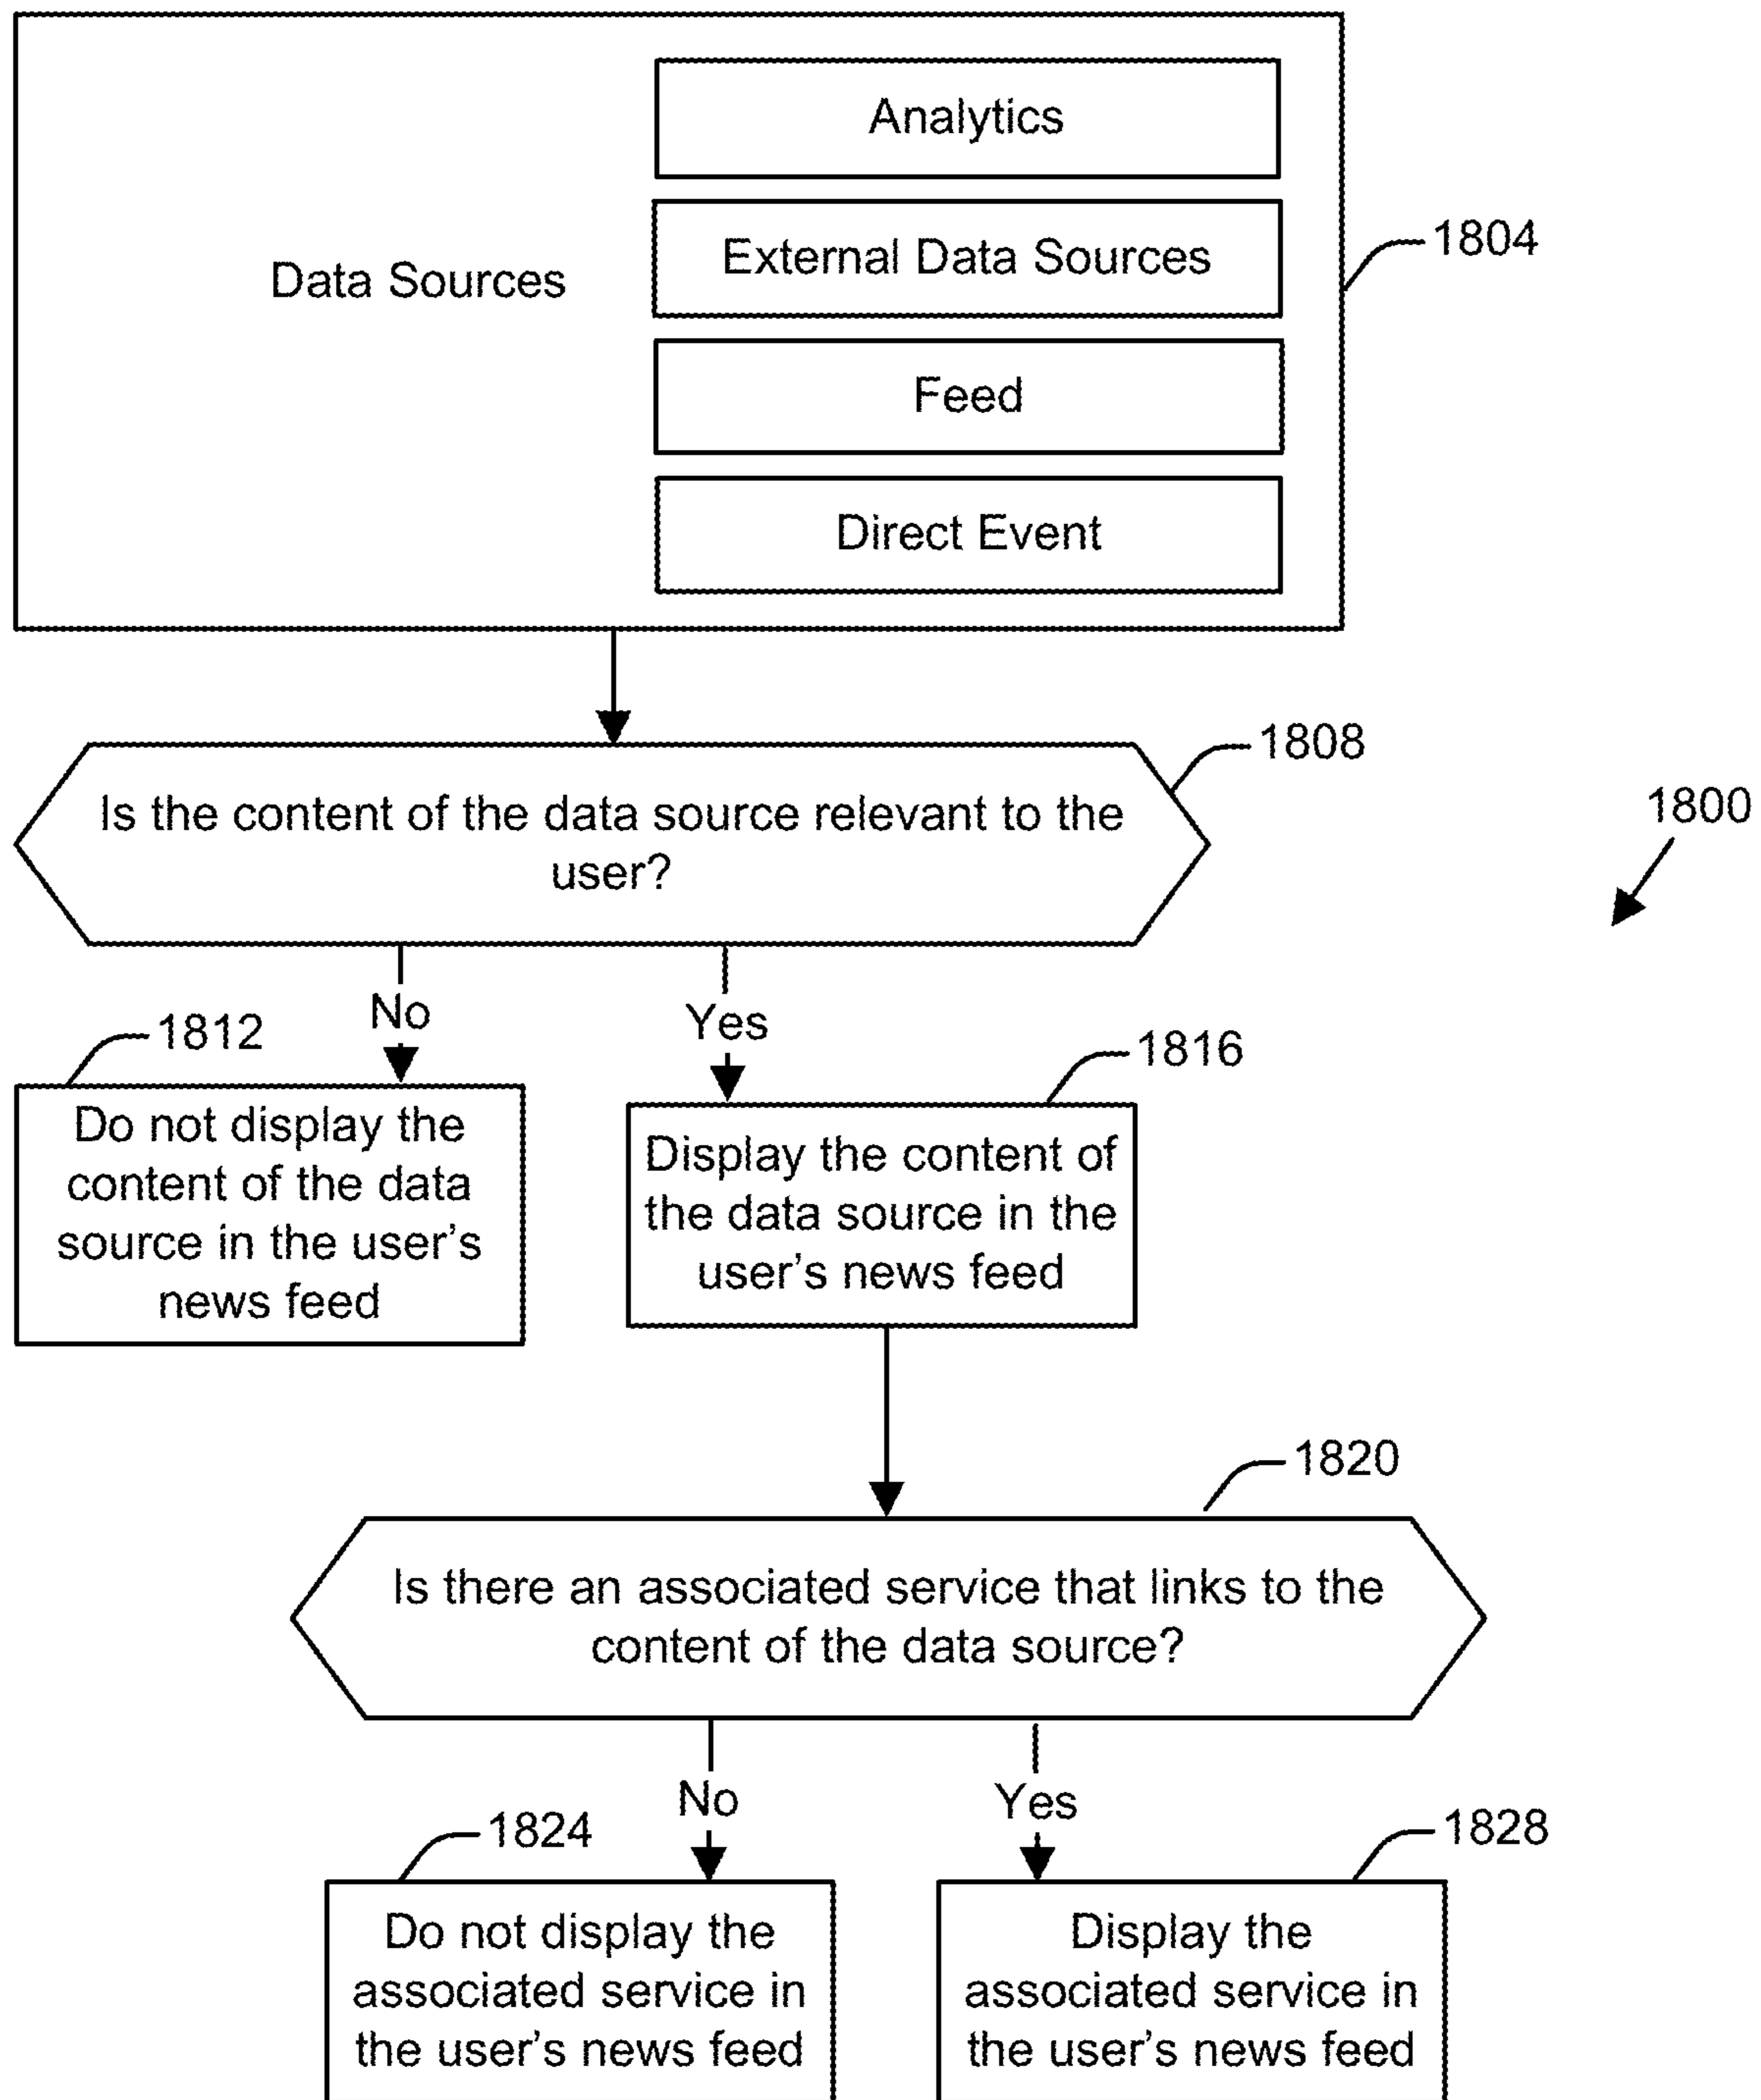 Analytics
External Data Sources
1804
Data Sources
Feed
Direct Event
1808
Is the content of the data source relevant to the
user?
1800
No
Yes
1812
1816
Do not display the
content of the data
source in the user's
news feed
Display the content of
the data source in the
user's news feed
1820
Is there an associated service that links to the
content of the data source?
No
Yes
1824
1828
Do not display the
associated service in
the user's news feed
Display the
associated service in
the user's news feed